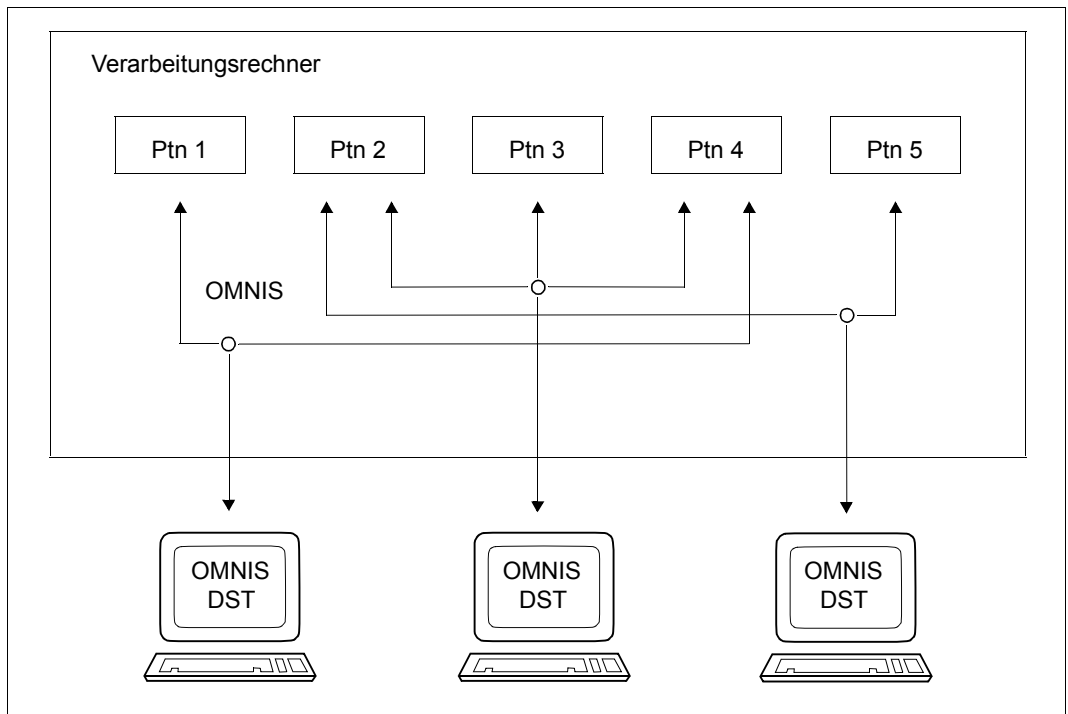 Verarbeitungsrechner
Ptn 1
Ptn 2
Ptn 3
Ptn 4
Ptn 5
OMNIS
OMNIS
DST
OMNIS
DST
OMNIS
DST